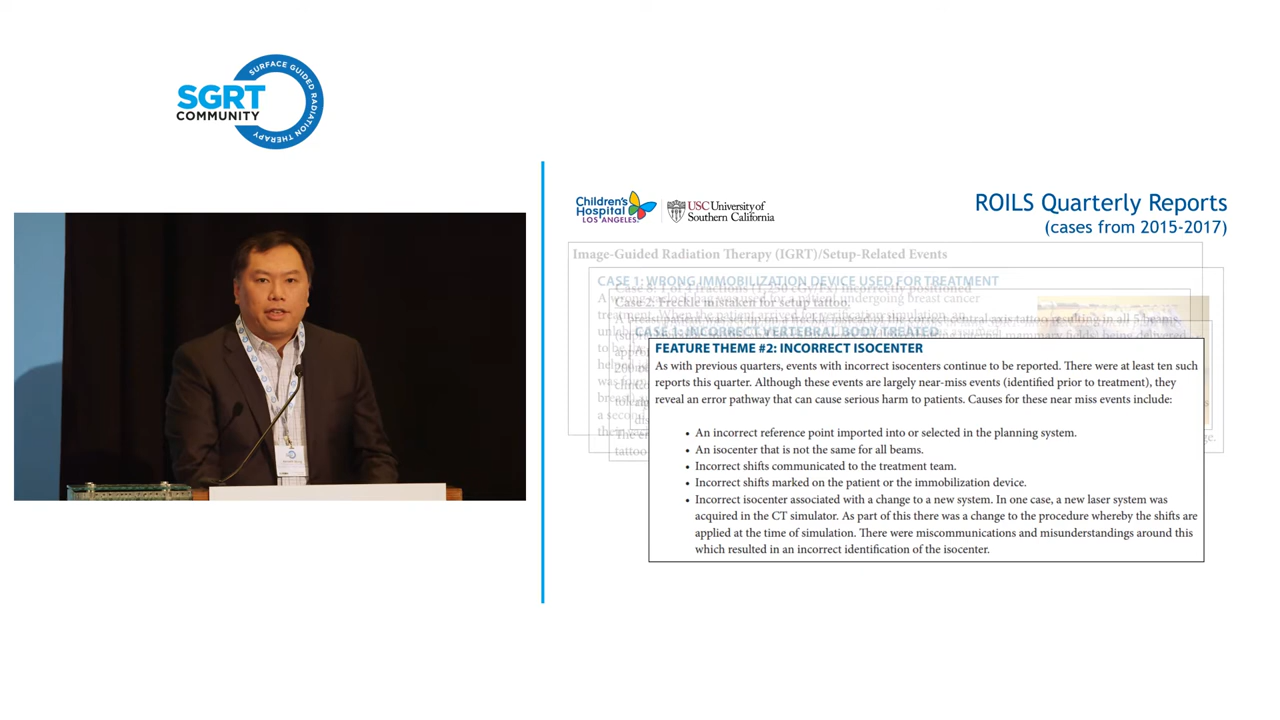 SURFACE GUIDED RADIATION THERAPY
SGRT
COMMUNITY
Children's
Hospital
LOS ANGELES
USC University of
Southern California
ROILS Quarterly Reports
(cases from 2015-2017)
Image-Guided Radiation Therapy (IGRT)/Setup-Related Events
CASE 1: WRONG IMMOBILIZATION DEVICE USED FOR TREATMENT
Case 2: Freckle mistaken for setup tattoo.
CASE 1: INCORRECT VERTEBRAL BODY TREATED
FEATURE THEME #2: INCORRECT ISOCENTER
As with previous quarters, events with incorrect isocenters continue to be reported. There were at least ten such
reports this quarter. Although these events are largely near-miss events (identified prior to treatment), they
reveal an error pathway that can cause serious harm to patients. Causes for these near miss events include:
• An incorrect reference point imported into or selected in the planning system.
• An isocenter that is not the same for all beams.
• Incorrect shifts communicated to the treatment team.
• Incorrect shifts marked on the patient or the immobilization device.
• Incorrect isocenter associated with a change to a new system. In one case, a new laser system was
acquired in the CT simulator. As part of this there was a change to the procedure whereby the shifts are
applied at the time of simulation. There were miscommunications and misunderstandings around this
which resulted in an incorrect identification of the isocenter.